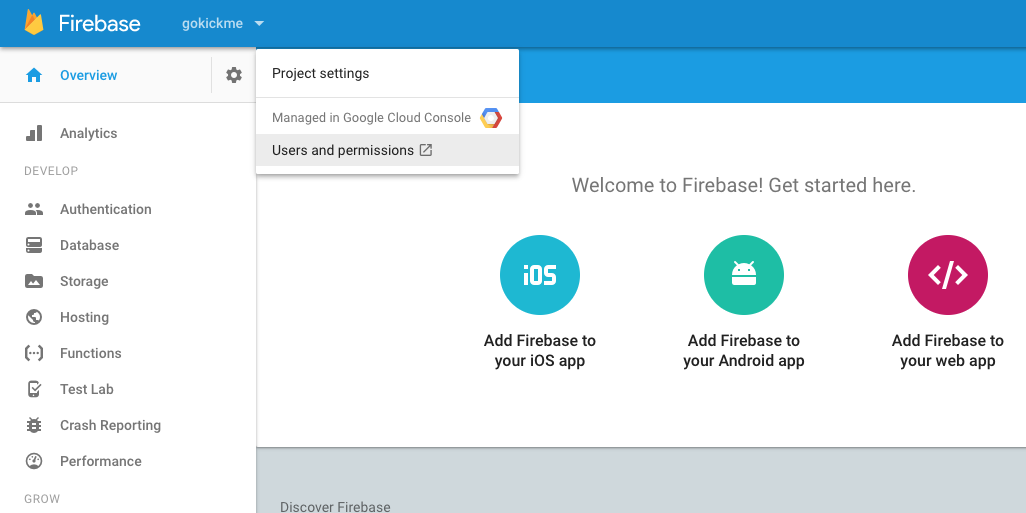 Firebase
gokickme
Overview
Project settings
Managed in Google Cloud Console
Users and permissions
Analytics
DEVELOP
Authentication
Database
Storage
Hosting
Functions
Test Lab
Crash Reporting
Performance
GROW
Welcome to Firebase! Get started here.
iOS
Add Firebase to
your iOS app
Add Firebase to
your Android app
</>
Add Firebase to
your web app
Discover Firebase